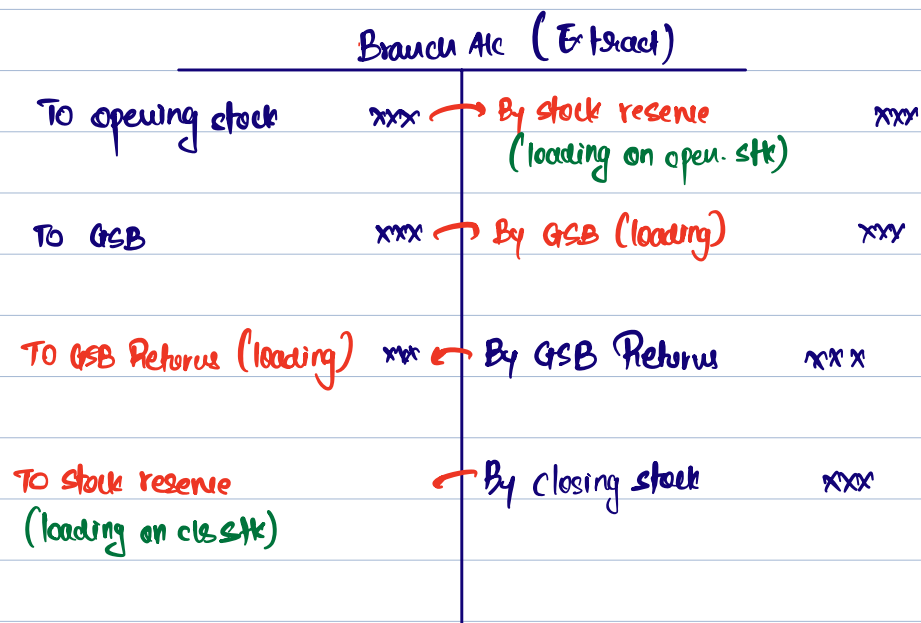 Branch A/c (Extract)
To opening stock xxx By stock reserve xxx
(loading on open. stk)
To GSB xxx By GSB (loading) xxx
To GSB Returns (loading) xxx By GSB Returns xxx
To stock reserve By closing stock xxx
(loading on cls stk)